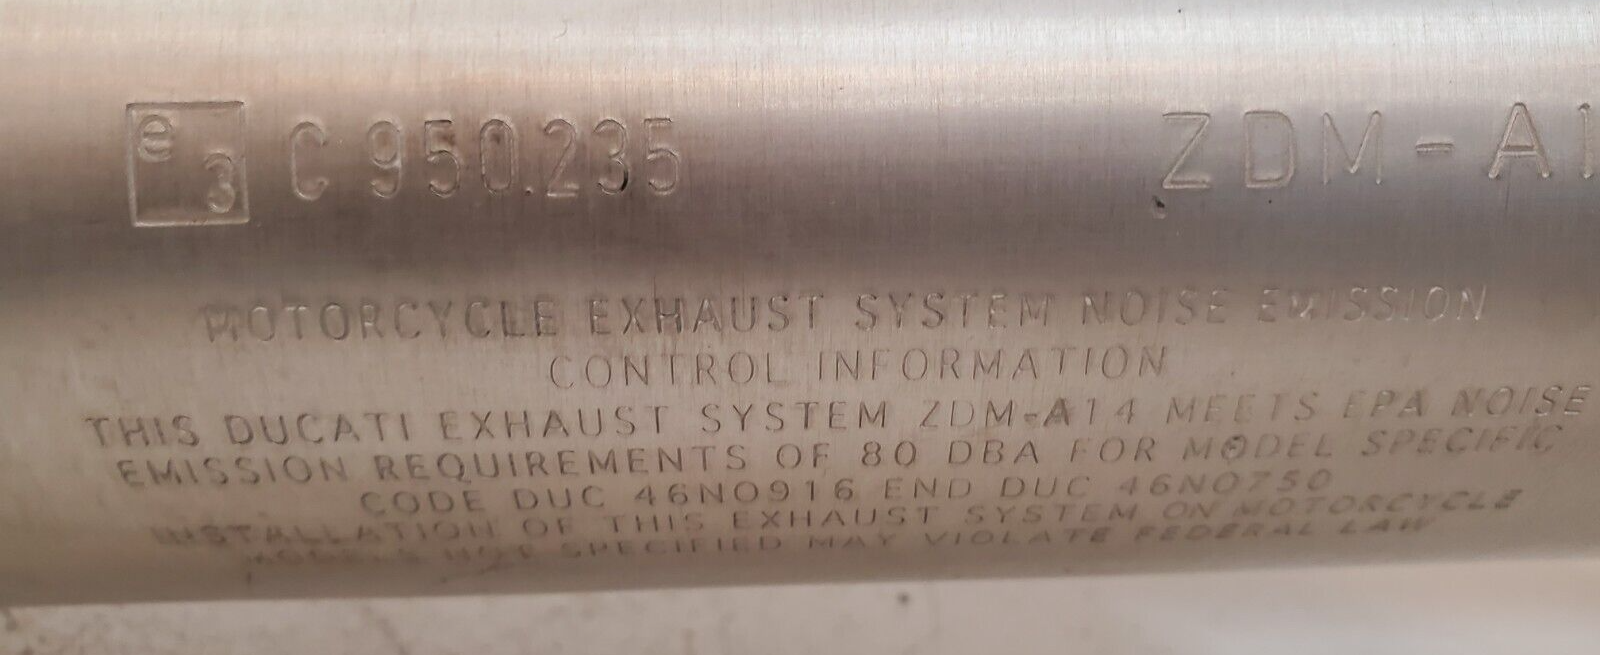 e3 C 950.235 ZDM-A1
MOTORCYCLE EXHAUST SYSTEM NOISE EMISSION
CONTROL INFORMATION
THIS DUCATI EXHAUST SYSTEM ZDM-A14 MEETS EPA NOISE
EMISSION REQUIREMENTS OF 80 DBA FOR MODEL SPECIFIC
CODE DUC 46N0916 END DUC 46N0750
INSTALLATION OF THIS EXHAUST SYSTEM ON MOTORCYCLE
MODELS NOT SPECIFIED MAY VIOLATE FEDERAL LAW